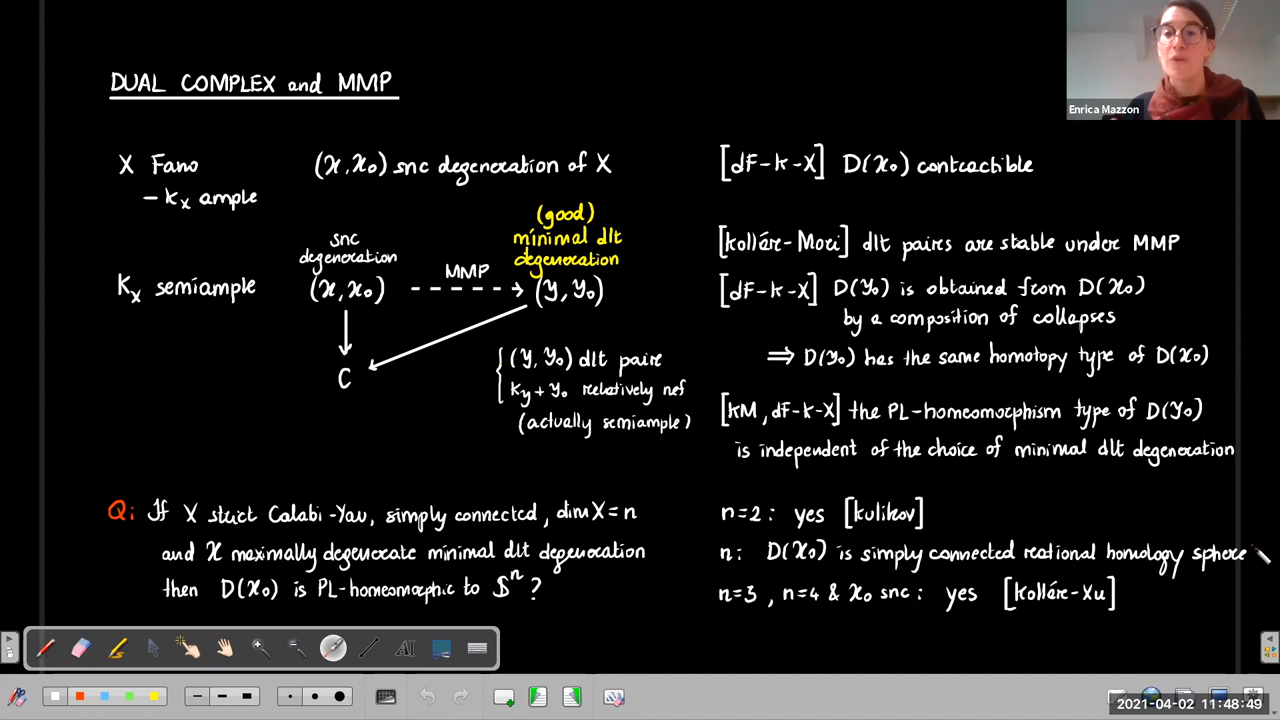 DUAL COMPLEX and MMP
Enrica Mazzon
X Fano
(𝒳, 𝒳₀) snc degeneration of X
[dF-K-X] D(𝒳₀) contractible
- K_X ample
(good)
minimal dlt
degeneration
snc
degeneration
[Kollár-Mori] dlt pairs are stable under MMP
K_X semiample
(𝒳, 𝒳₀)
MMP
(𝒴, 𝒴₀)
[dF-K-X] D(𝒴₀) is obtained from D(𝒳₀)
by a composition of collapses
⟹ D(𝒴₀) has the same homotopy type of D(𝒳₀)
C
(𝒴, 𝒴₀) dlt pair
K_𝒴 + 𝒴₀ relatively nef
(actually semiample)
[KM, dF-K-X] the PL-homeomorphism type of D(𝒴₀)
is independent of the choice of minimal dlt degeneration
Q: If X strict Calabi-Yau, simply connected, dim X = n
and 𝒳 maximally degenerate minimal dlt degeneration
then D(𝒳₀) is PL-homeomorphic to 𝕊ⁿ ?
n=2: yes [Kulikov]
n: D(𝒳₀) is simply connected rational homology sphere
n=3, n=4 & 𝒳₀ snc: yes [Kollár-Xu]
AI
2021-04-02 11:48:49